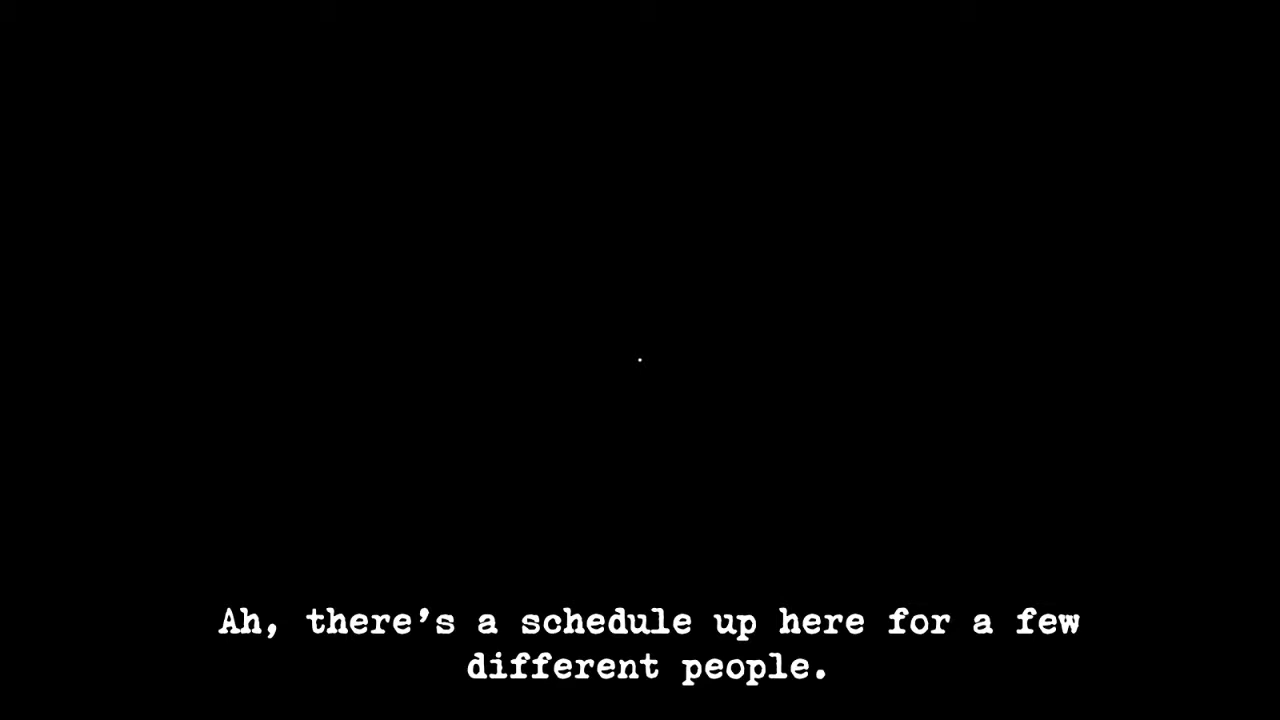 Ah, there's a schedule up here for a few
different people.